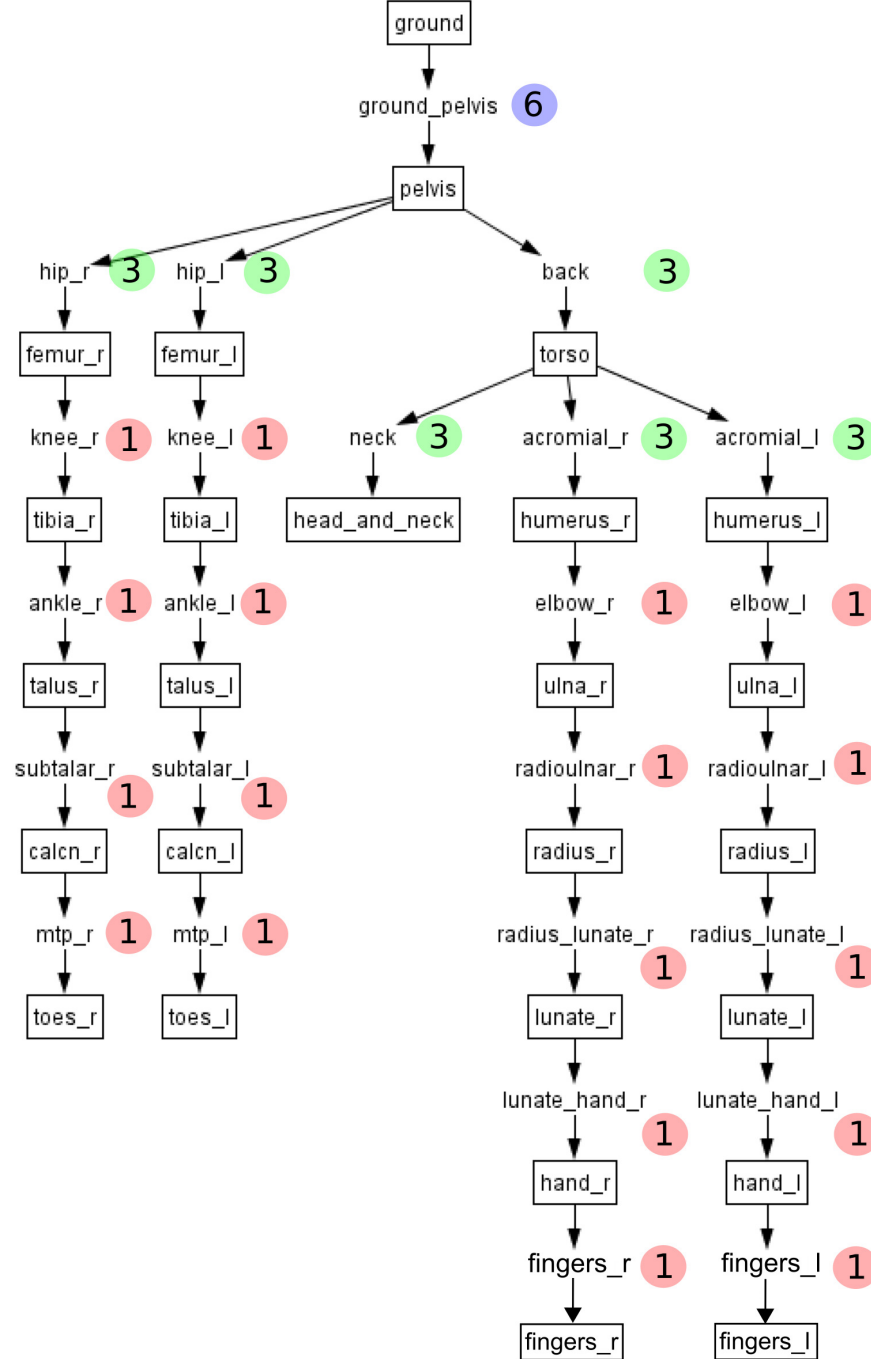 ground
ground_pelvis 6
pelvis
hip_r 3 hip_l 3 back 3
femur_r femur_l torso
knee_r 1 knee_l 1 neck 3 acromial_r 3 acromial_l 3
tibia_r tibia_l head_and_neck humerus_r humerus_l
ankle_r 1 ankle_l 1 elbow_r 1 elbow_l 1
talus_r talus_l ulna_r ulna_l
subtalar_r 1 subtalar_l 1 radioulnar_r 1 radioulnar_l 1
calcn_r calcn_l radius_r radius_l
mtp_r 1 mtp_l 1 radius_lunate_r 1 radius_lunate_l 1
toes_r toes_l lunate_r lunate_l
lunate_hand_r 1 lunate_hand_l 1
hand_r hand_l
fingers_r 1 fingers_l 1
fingers_r fingers_l